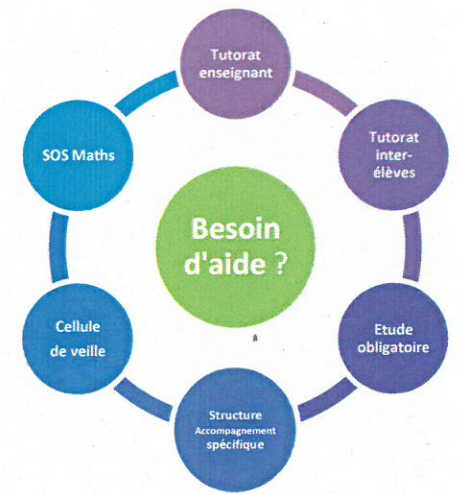 Tutorat
enseignant
Tutorat
inter-
élèves
Etude
obligatoire
Structure
Accompagnement
spécifique
Cellule
de veille
SOS Maths
Besoin
d'aide ?